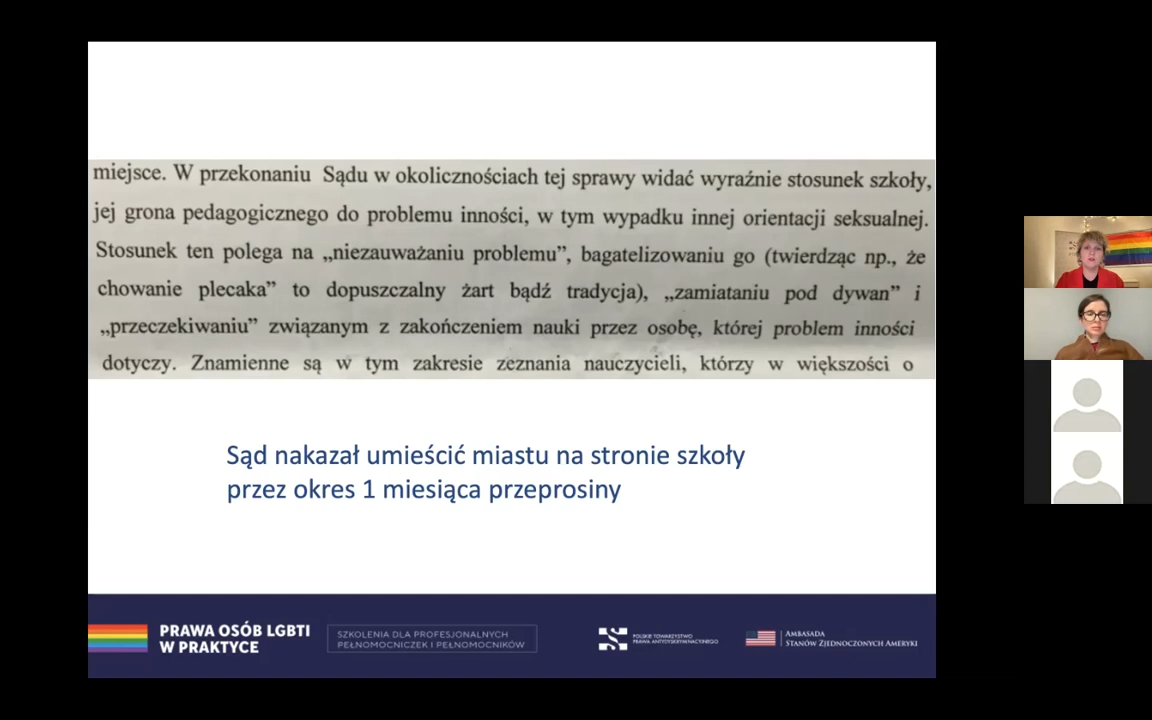 miejsce. W przekonaniu Sądu w okolicznościach tej sprawy widać wyraźnie stosunek szkoły,
jej grona pedagogicznego do problemu inności, w tym wypadku innej orientacji seksualnej.
Stosunek ten polega na „niezauważaniu problemu”, bagatelizowaniu go (twierdząc np., że
chowanie plecaka” to dopuszczalny żart bądź tradycja), „zamiataniu pod dywan” i
„przeczekiwaniu” związanym z zakończeniem nauki przez osobę, której problem inności
dotyczy. Znamienne są w tym zakresie zeznania nauczycieli, którzy w większości o
Sąd nakazał umieścić miastu na stronie szkoły
przez okres 1 miesiąca przeprosiny
PRAWA OSÓB LGBTI
W PRAKTYCE
SZKOLENIA DLA PROFESJONALNYCH
PEŁNOMOCNICZEK I PEŁNOMOCNIKÓW
POLSKIE TOWARZYSTWO
PRAWA ANTYDYSKRYMINACYJNEGO
AMBASADA
STANÓW ZJEDNOCZONYCH AMERYKI